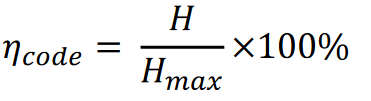 η_code = H / H_max × 100%